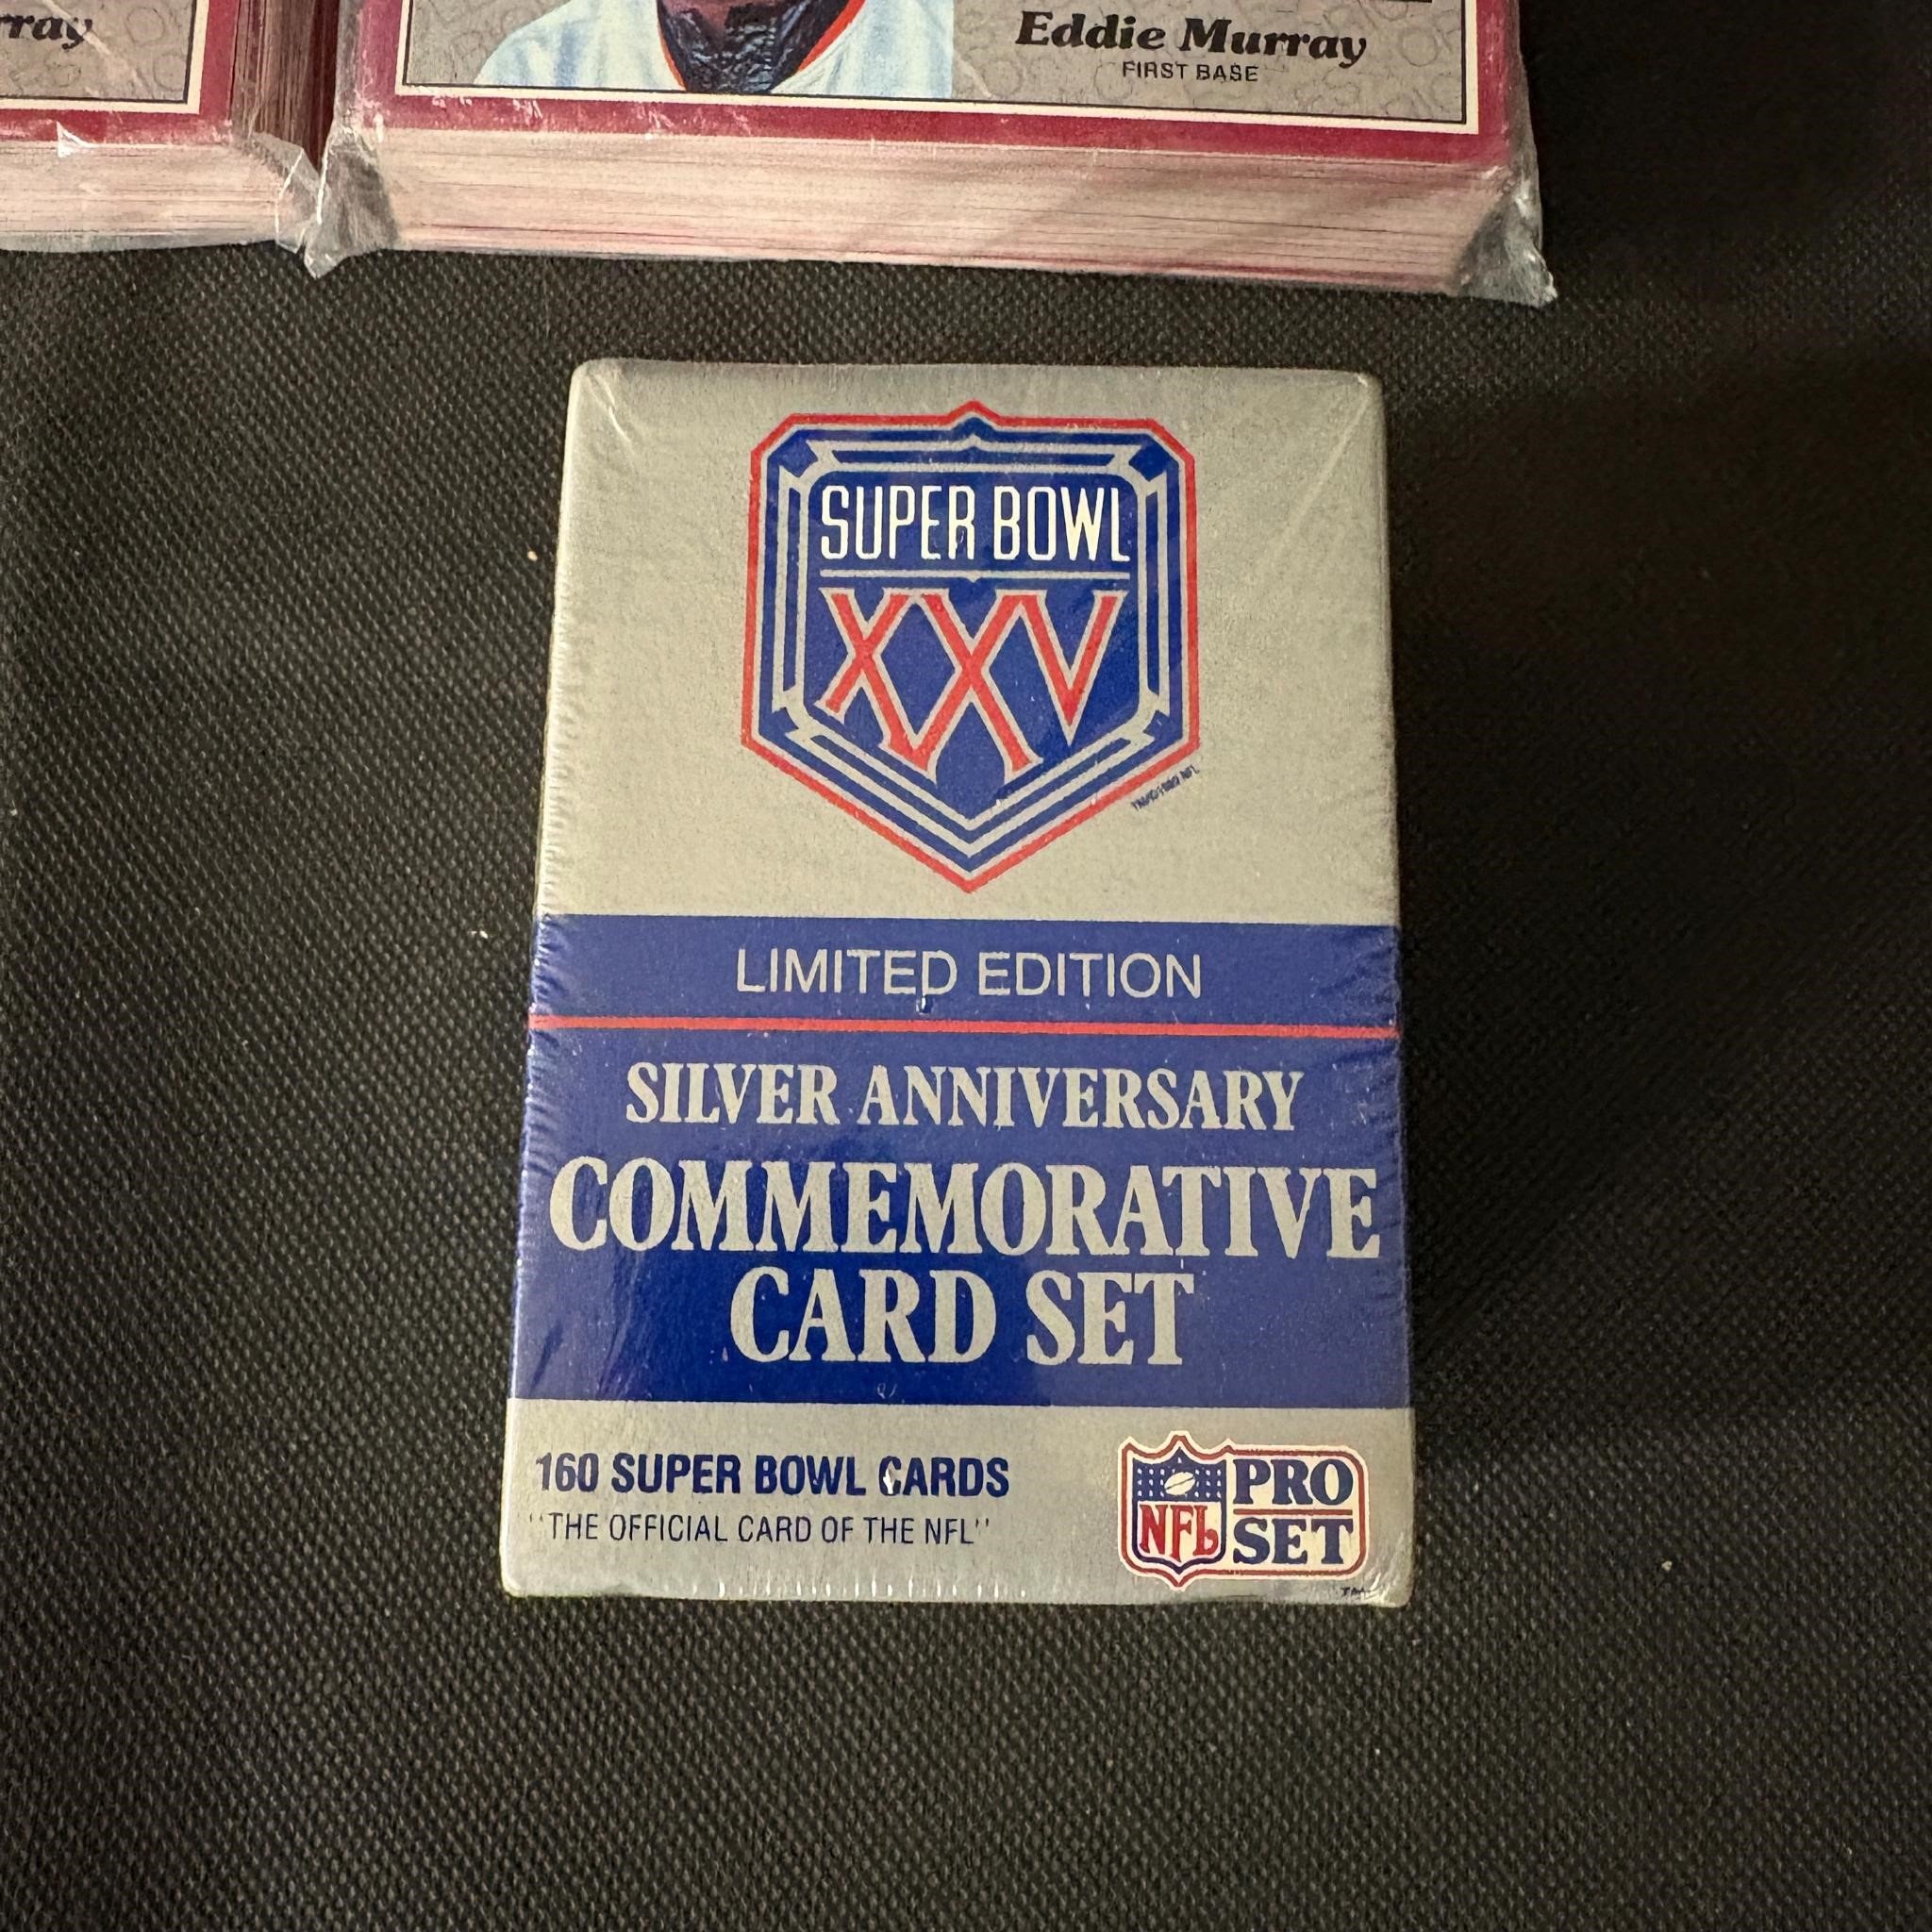 Eddie Murray
FIRST BASE
SUPER BOWL
XXV
LIMITED EDITION
SILVER ANNIVERSARY
COMMEMORATIVE
CARD SET
160 SUPER BOWL CARDS
"THE OFFICIAL CARD OF THE NFL"
NFL PRO
SET
TM